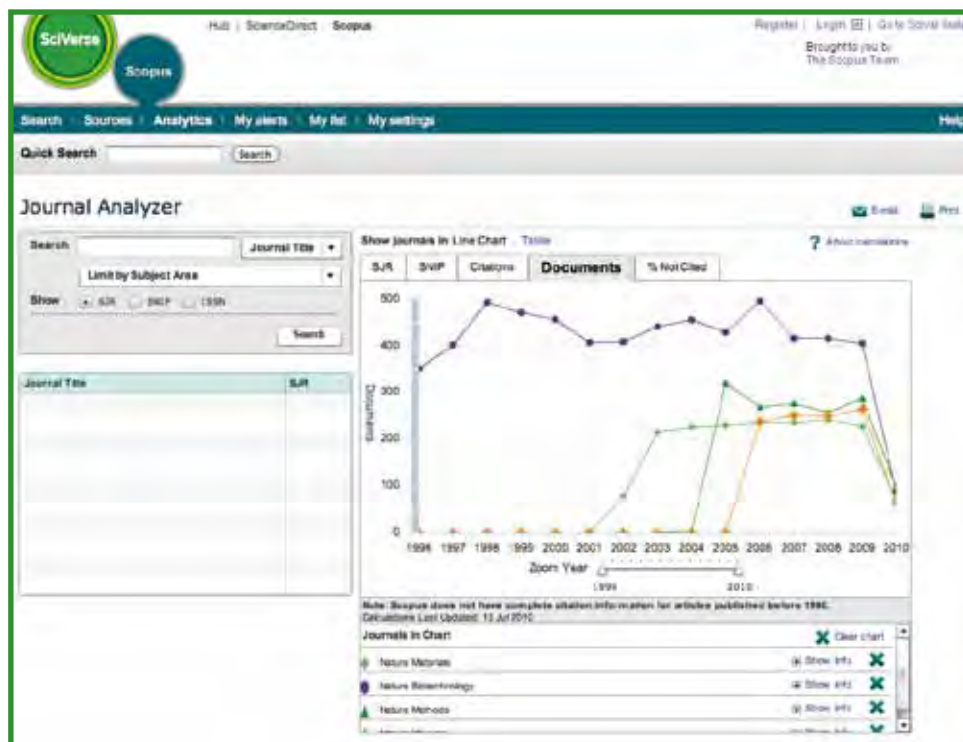 Hub | ScienceDirect | Scopus
Register | Login | Go to SciVal Suite
SciVerse
Scopus
Brought to you by
The Scopus Team
Search Sources Analytics My alerts My list My settings Help
Quick Search Search
Journal Analyzer
E-mail Print
Search Journal Title
Limit by Subject Area
Show SJR SNIP ISSN
Search
Journal Title SJR
Show journals in Line Chart Table
About calculations
SJR SNIP Citations Documents % Not Cited
500
400
300
200
100
0
Documents
1996 1997 1998 1999 2000 2001 2002 2003 2004 2005 2006 2007 2008 2009 2010
Zoom Year
1996 2010
Note: Scopus does not have complete citation information for articles published before 1996.
Calculations Last Updated: 13 Jul 2010
Journals in Chart Clear chart
Nature Materials Show info
Nature Biotechnology Show info
Nature Methods Show info
Nature